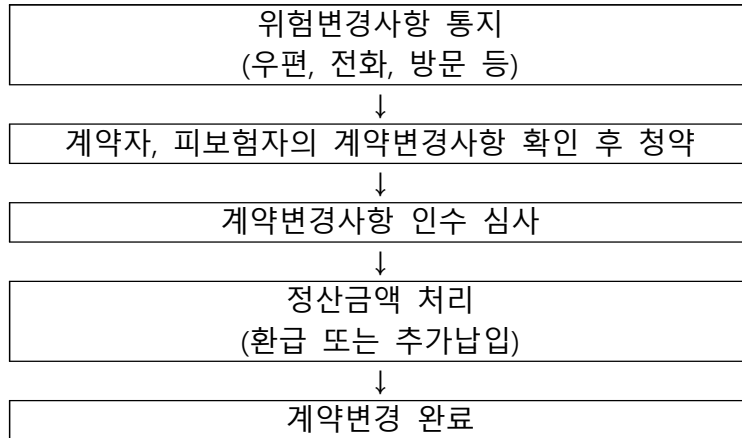 위험변경사항 통지
(우편, 전화, 방문 등)
↓
계약자, 피보험자의 계약변경사항 확인 후 청약
↓
계약변경사항 인수 심사
↓
정산금액 처리
(환급 또는 추가납입)
↓
계약변경 완료